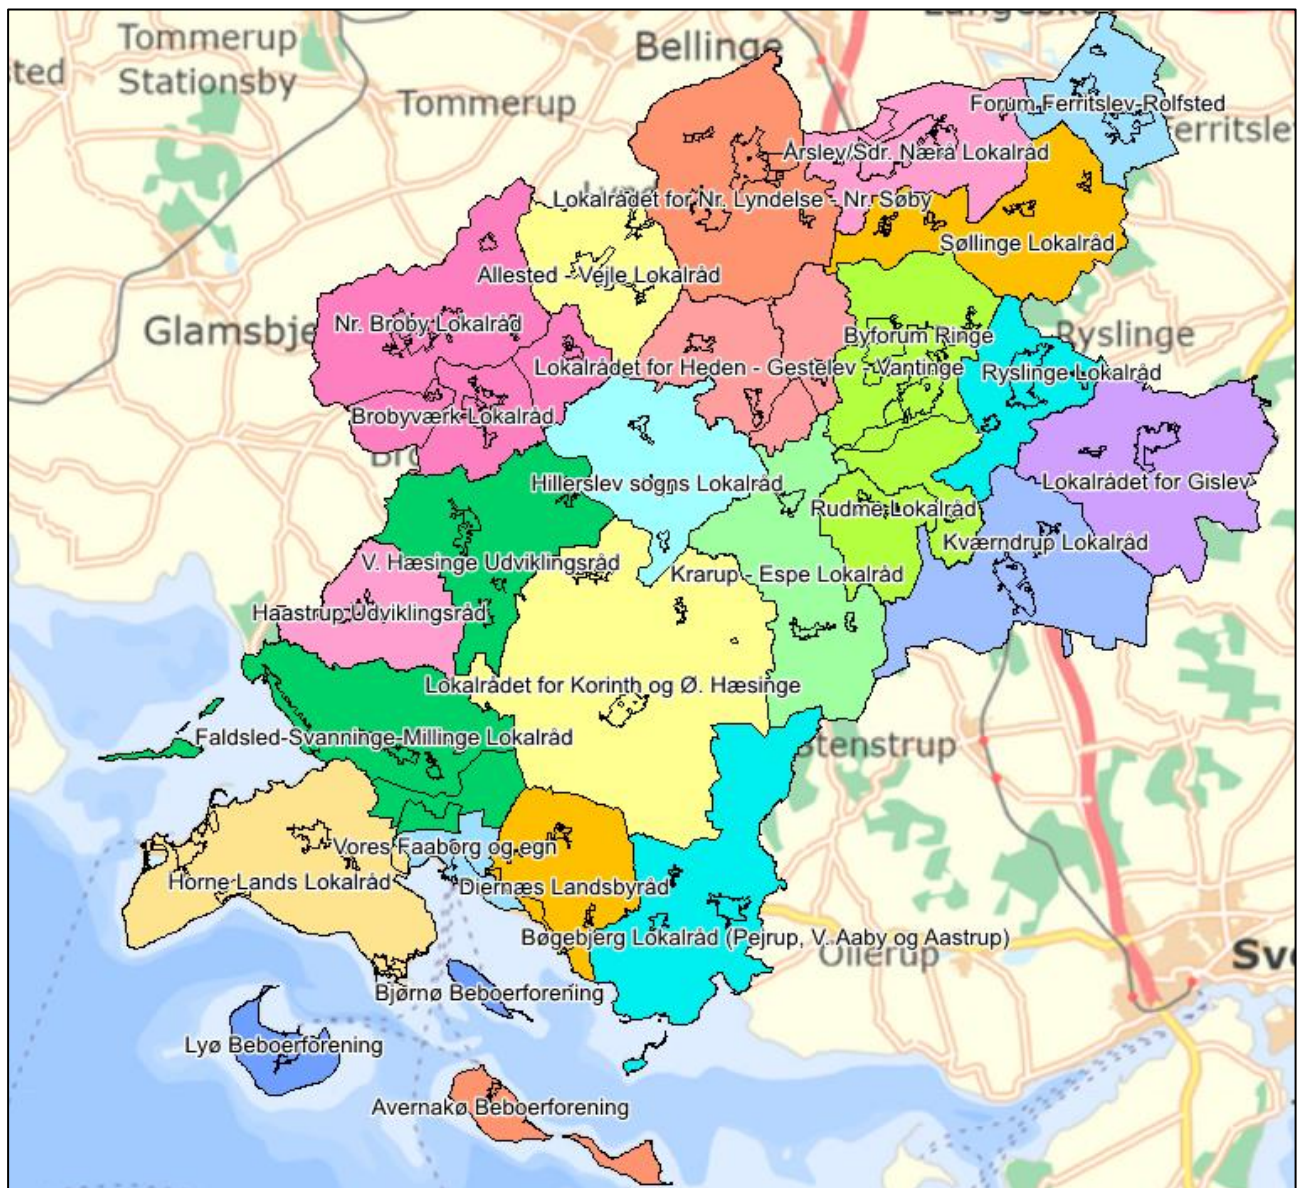 Langeskov
Tommerup
Stationsby
Bellinge
Tommerup
Forum Ferritslev-Rolfsted
Årslev/Sdr. Nærå Lokalråd
Lokalrådet for Nr. Lyndelse - Nr. Søby
Søllinge Lokalråd
Allested - Vejle Lokalråd
Nr. Broby Lokalråd
Glamsbje
Byforum Ringe
Ryslinge
Lokalrådet for Heden - Gestelev - Vantinge
Ryslinge Lokalråd
Brobyværk Lokalråd
Hillerslev sogns Lokalråd
Lokalrådet for Gislev
Rudme Lokalråd
Kværndrup Lokalråd
V. Hæsinge Udviklingsråd
Krarup - Espe Lokalråd
Haastrup Udviklingsråd
Lokalrådet for Korinth og Ø. Hæsinge
Faldsled-Svanninge-Millinge Lokalråd
Stenstrup
Vores Faaborg og egn
Horne Lands Lokalråd
Diernæs Landsbyråd
Bøgebjerg Lokalråd (Pejrup, V. Aaby og Aastrup)
Ollerup
Sve
Bjørnø Beboerforening
Lyø Beboerforening
Avernakø Beboerforening